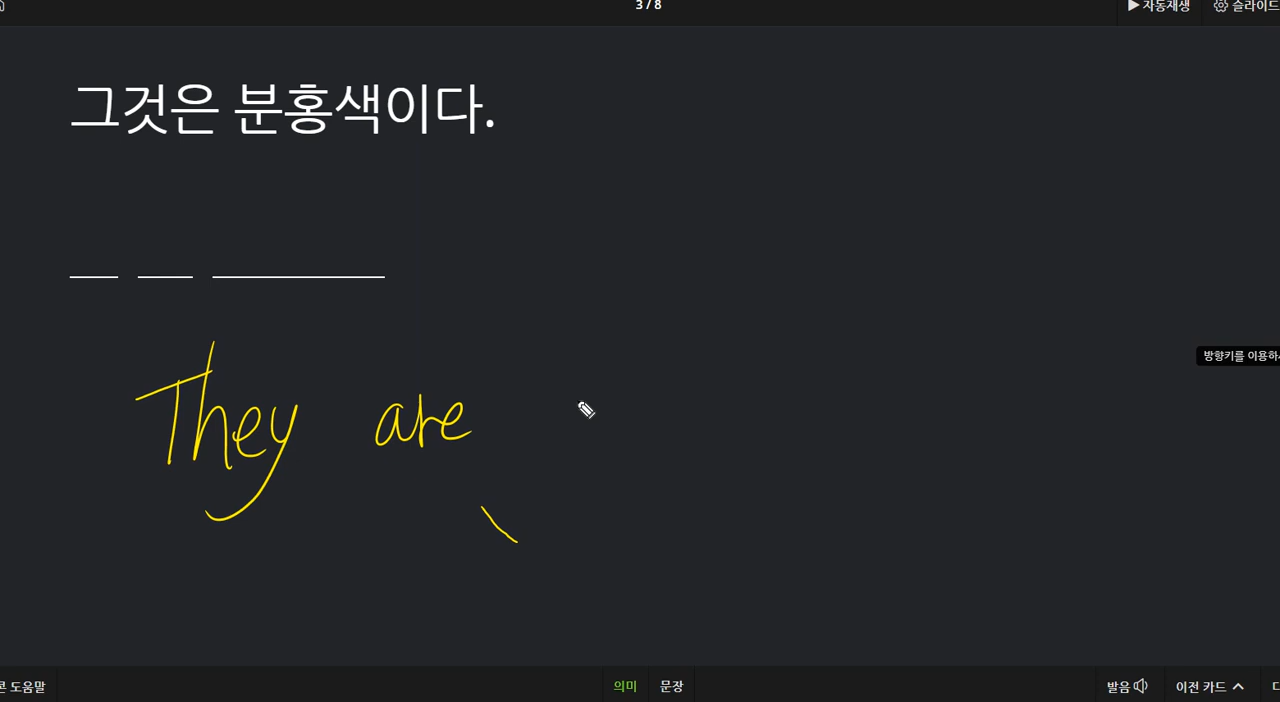 3 / 8
자동재생
슬라이드
그것은 분홍색이다.
They are
방향키를 이용하
도움말
의미
문장
발음
이전 카드